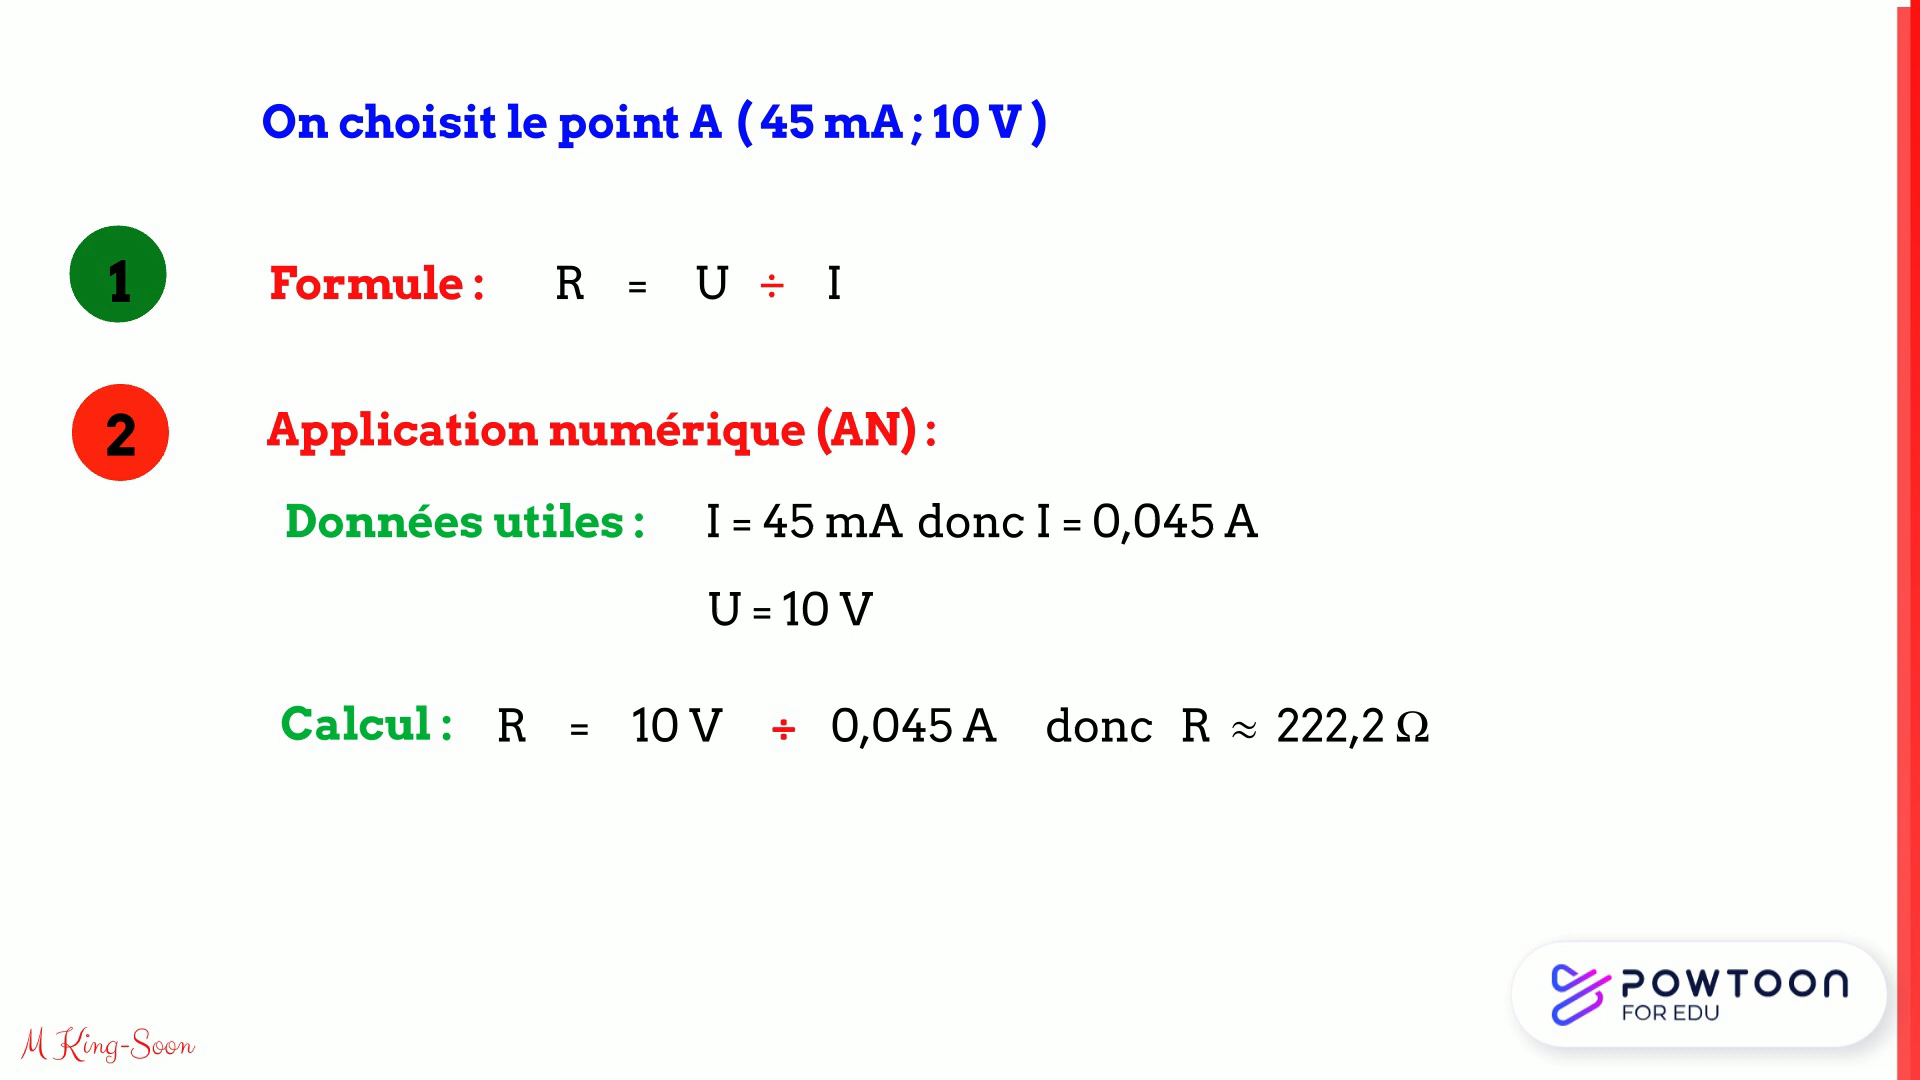 On choisit le point A ( 45 mA ; 10 V )
1
Formule : R = U ÷ I
2
Application numérique (AN) :
Données utiles : I = 45 mA donc I = 0,045 A
U = 10 V
Calcul : R = 10 V ÷ 0,045 A donc R ≈ 222,2 Ω
POWTOON
FOR EDU
M King-Soon